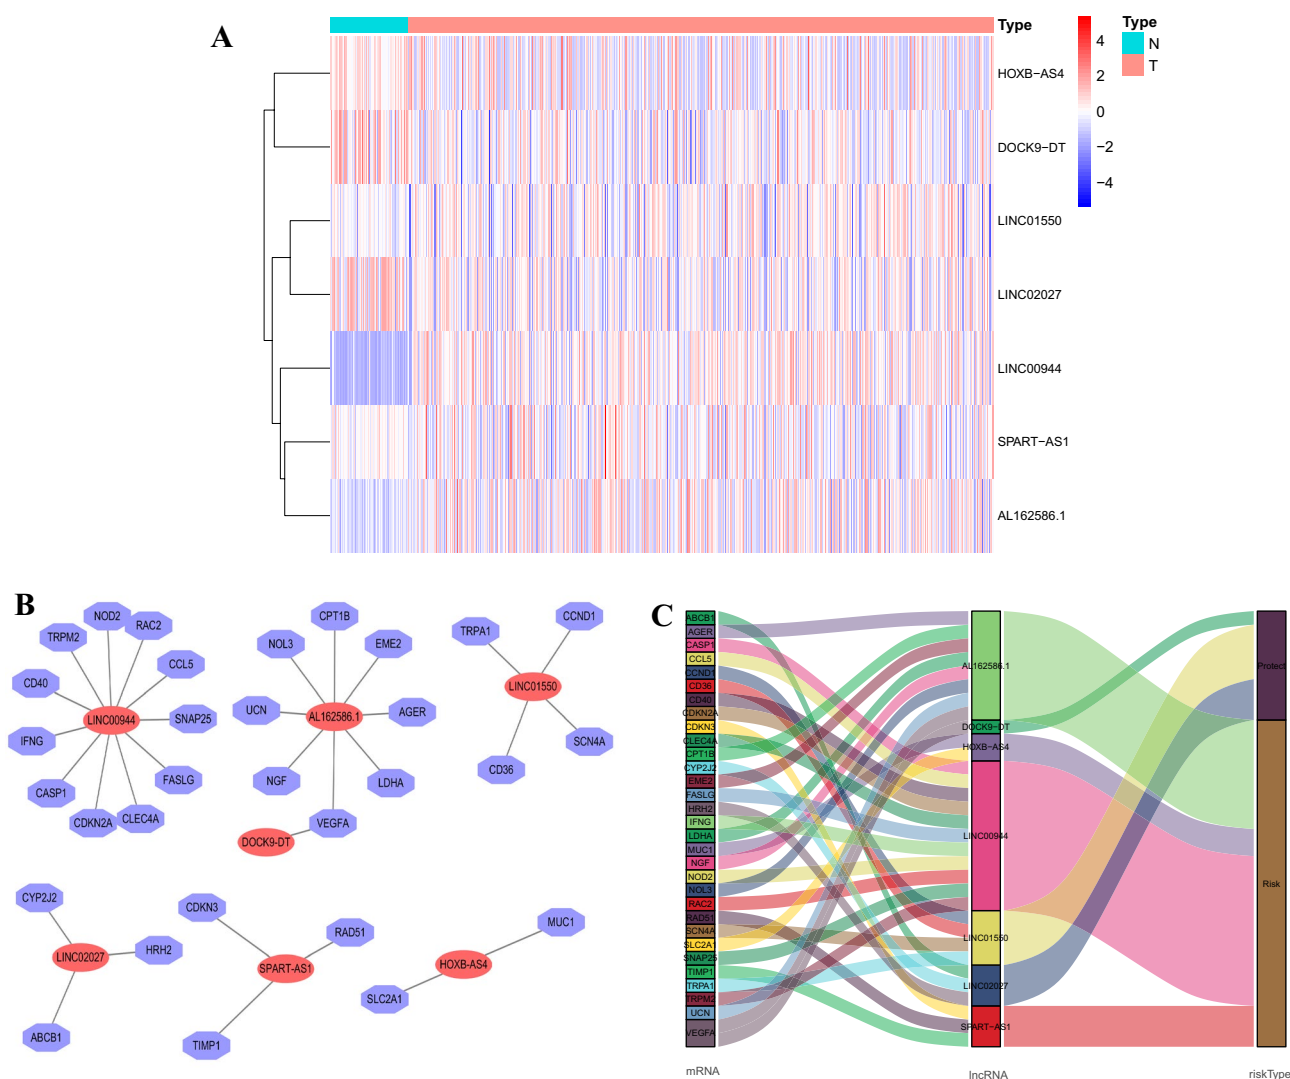 A
Type
HOXB−AS4
DOCK9−DT
LINC01550
LINC02027
LINC00944
SPART−AS1
AL162586.1
4
2
0
−2
−4
Type
N
T
B
NOD2
RAC2
TRPM2
CCL5
CD40
LINC00944
SNAP25
IFNG
FASLG
CASP1
CDKN2A
CLEC4A
CPT1B
NOL3
EME2
UCN
AL162586.1
AGER
NGF
LDHA
VEGFA
DOCK9-DT
TRPA1
CCND1
LINC01550
SCN4A
CD36
CYP2J2
LINC02027
HRH2
ABCB1
CDKN3
RAD51
SPART-AS1
TIMP1
MUC1
HOXB-AS4
SLC2A1
C
ABCB1
AGER
CASP1
CCL5
CCND1
CD36
CD40
CDKN2A
CDKN3
CLEC4A
CPT1B
CYP2J2
EME2
FASLG
HRH2
IFNG
LDHA
MUC1
NGF
NOD2
NOL3
RAC2
RAD51
SCN4A
SLC2A1
SNAP25
TIMP1
TRPA1
TRPM2
UCN
VEGFA
AL162586.1
DOCK9−DT
HOXB−AS4
LINC00944
LINC01550
LINC02027
SPART−AS1
Protect
Risk
mRNA
lncRNA
riskType